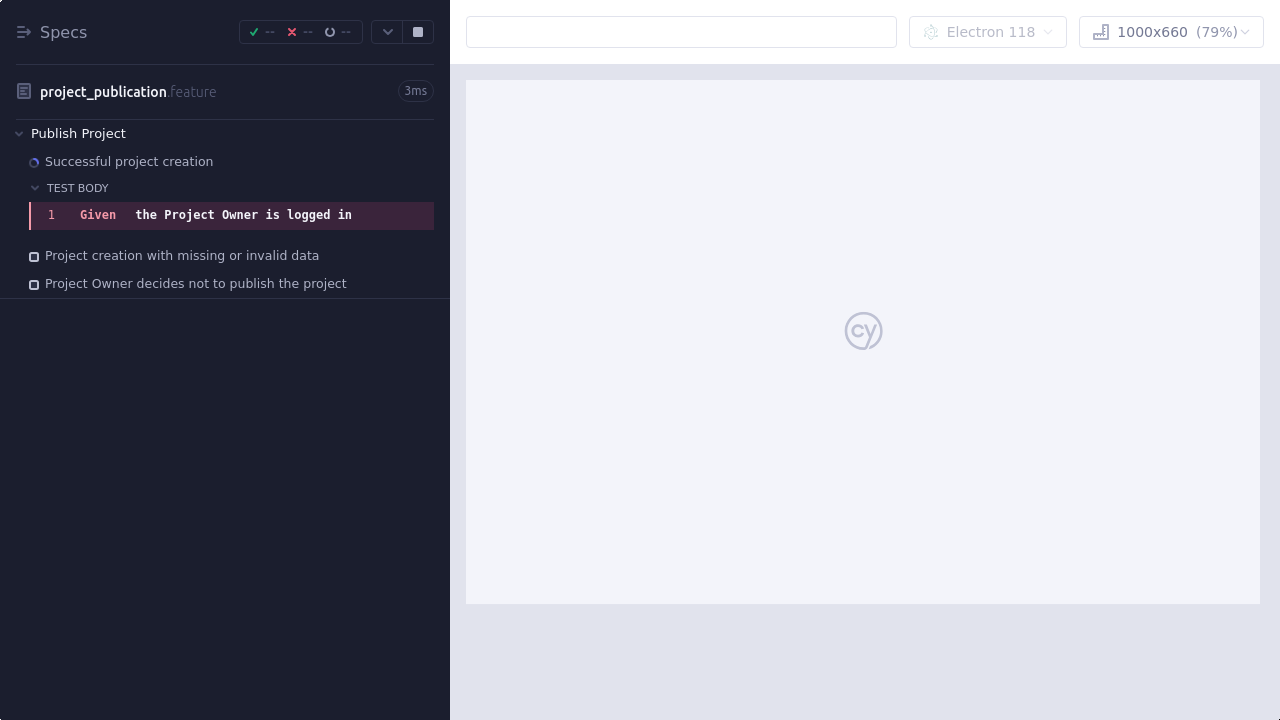 Specs
--
--
--
Electron 118
1000x660 (79%)
project_publication.feature
3ms
Publish Project
Successful project creation
TEST BODY
1 Given the Project Owner is logged in
Project creation with missing or invalid data
Project Owner decides not to publish the project
cy